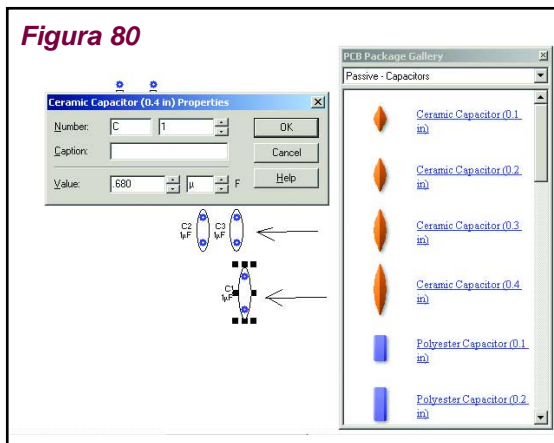 Figura 80
PCB Package Gallery
Passive - Capacitors
Ceramic Capacitor (0.1 in)
Ceramic Capacitor (0.2 in)
Ceramic Capacitor (0.3 in)
Ceramic Capacitor (0.4 in)
Polyester Capacitor (0.1 in)
Polyester Capacitor (0.2 in)
Ceramic Capacitor (0.4 in) Properties
Number: C 1
OK
Caption:
Cancel
Value: .680 µ F
Help
C2 C3
1µF 1µF
C1
1µF